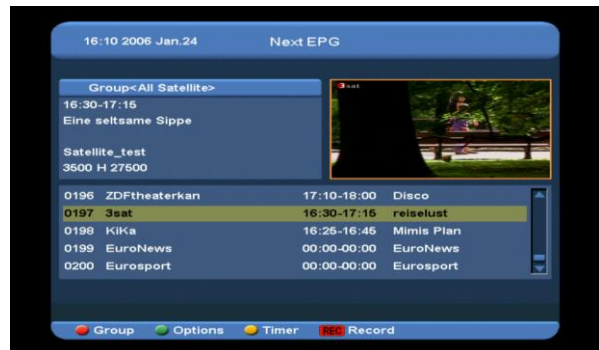 16:10 2006 Jan.24 Next EPG
Group<All Satellite>
16:30-17:15
Eine seltsame Sippe
Satellite_test
3500 H 27500
3sat
0196 ZDFtheaterkan 17:10-18:00 Disco
0197 3sat 16:30-17:15 reiselust
0198 KiKa 16:25-16:45 Mimis Plan
0199 EuroNews 00:00-00:00 EuroNews
0200 Eurosport 00:00-00:00 Eurosport
Group Options Timer REC Record